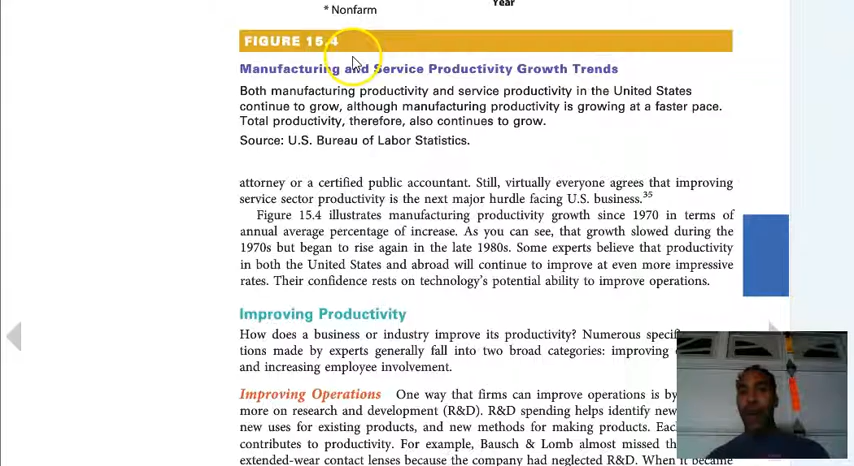 Year
* Nonfarm
FIGURE 15.4
Manufacturing and Service Productivity Growth Trends
Both manufacturing productivity and service productivity in the United States
continue to grow, although manufacturing productivity is growing at a faster pace.
Total productivity, therefore, also continues to grow.
Source: U.S. Bureau of Labor Statistics.
attorney or a certified public accountant. Still, virtually everyone agrees that improving
service sector productivity is the next major hurdle facing U.S. business.35
Figure 15.4 illustrates manufacturing productivity growth since 1970 in terms of
annual average percentage of increase. As you can see, that growth slowed during the
1970s but began to rise again in the late 1980s. Some experts believe that productivity
in both the United States and abroad will continue to improve at even more impressive
rates. Their confidence rests on technology's potential ability to improve operations.
Improving Productivity
How does a business or industry improve its productivity? Numerous specif
tions made by experts generally fall into two broad categories: improving
and increasing employee involvement.
Improving Operations One way that firms can improve operations is by
more on research and development (R&D). R&D spending helps identify new
new uses for existing products, and new methods for making products. Eac
contributes to productivity. For example, Bausch & Lomb almost missed th
extended-wear contact lenses because the company had neglected R&D. When it became